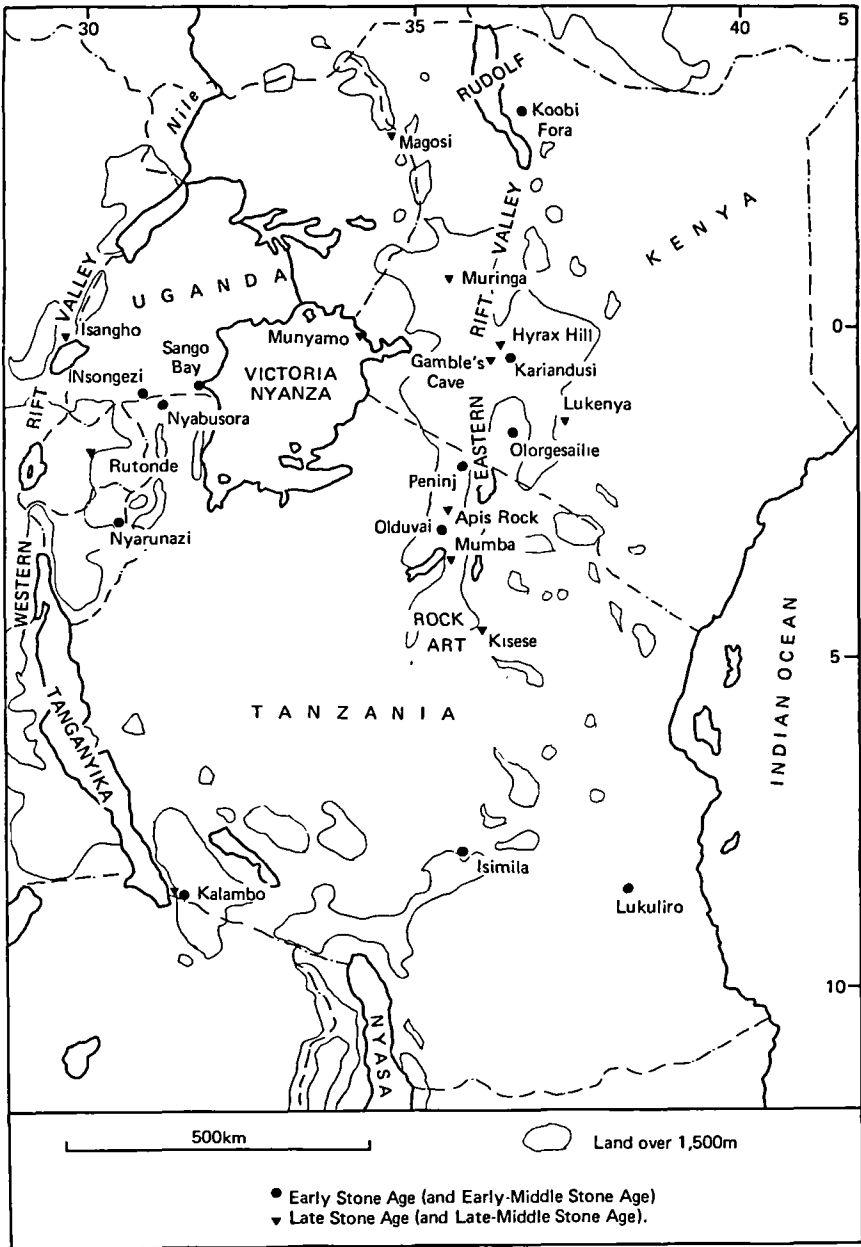 30
35
40
5
Nile
RUDOLF
Koobi
Fora
Magosi
RIFT VALLEY
KENYA
Muringa
VALLEY
UGANDA
0
Isangho
Hyrax Hill
Munyamo
Sango
Bay
Gamble's
Cave
Kariandusi
VICTORIA
NYANZA
INsongezi
Lukenya
RIFT
Nyabusora
EASTERN
Olorgesailie
Rutonde
Peninj
Apis Rock
Olduvai
Nyarunazi
Mumba
WESTERN
ROCK
ART
Kisese
INDIAN OCEAN
5
TANZANIA
TANGANYIKA
Isimila
Kalambo
Lukuliro
10
NYASA
500km
Land over 1,500m
Early Stone Age (and Early-Middle Stone Age)
Late Stone Age (and Late-Middle Stone Age).